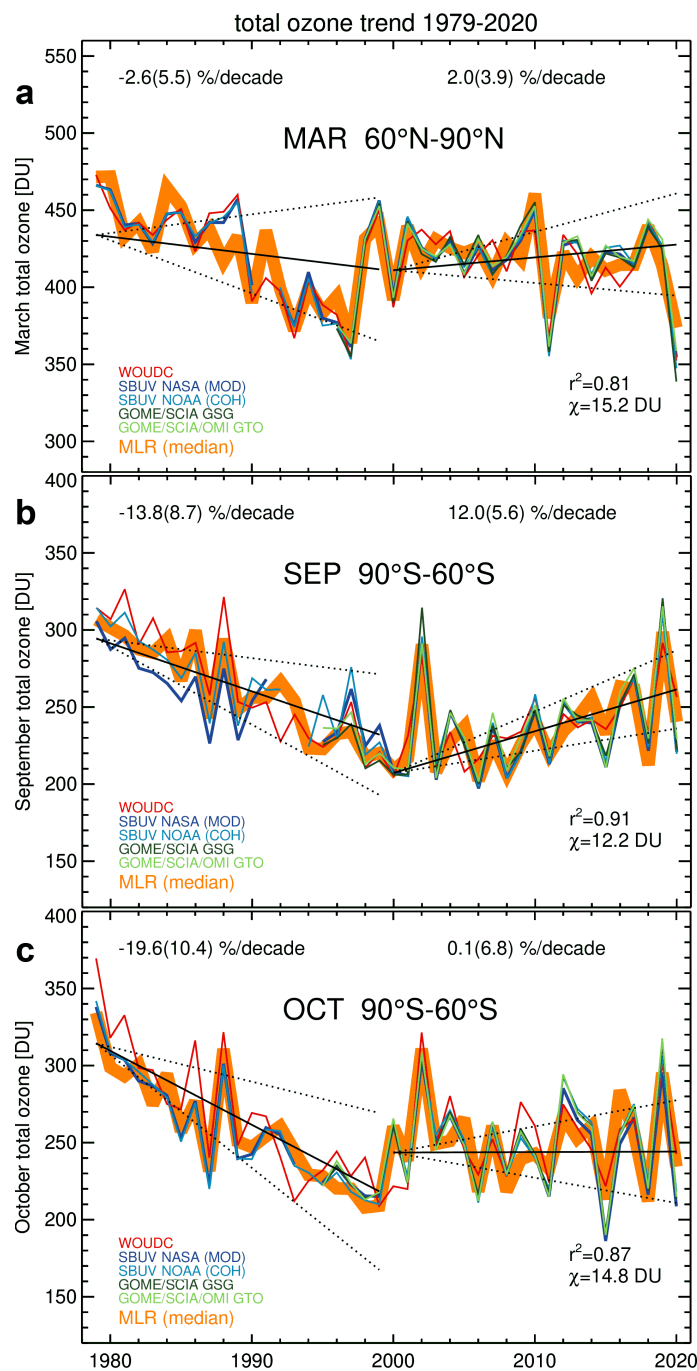 total ozone trend 1979-2020
a
-2.6(5.5) %/decade
2.0(3.9) %/decade
MAR 60°N-90°N
March total ozone [DU]
550
500
450
400
350
300
WOUDC
SBUV NASA (MOD)
SBUV NOAA (COH)
GOME/SCIA GSG
GOME/SCIA/OMI GTO
MLR (median)
r²=0.81
χ=15.2 DU
b
-13.8(8.7) %/decade
12.0(5.6) %/decade
SEP 90°S-60°S
September total ozone [DU]
400
350
300
250
200
150
WOUDC
SBUV NASA (MOD)
SBUV NOAA (COH)
GOME/SCIA GSG
GOME/SCIA/OMI GTO
MLR (median)
r²=0.91
χ=12.2 DU
c
-19.6(10.4) %/decade
0.1(6.8) %/decade
OCT 90°S-60°S
October total ozone [DU]
400
350
300
250
200
150
WOUDC
SBUV NASA (MOD)
SBUV NOAA (COH)
GOME/SCIA GSG
GOME/SCIA/OMI GTO
MLR (median)
r²=0.87
χ=14.8 DU
1980 1990 2000 2010 2020